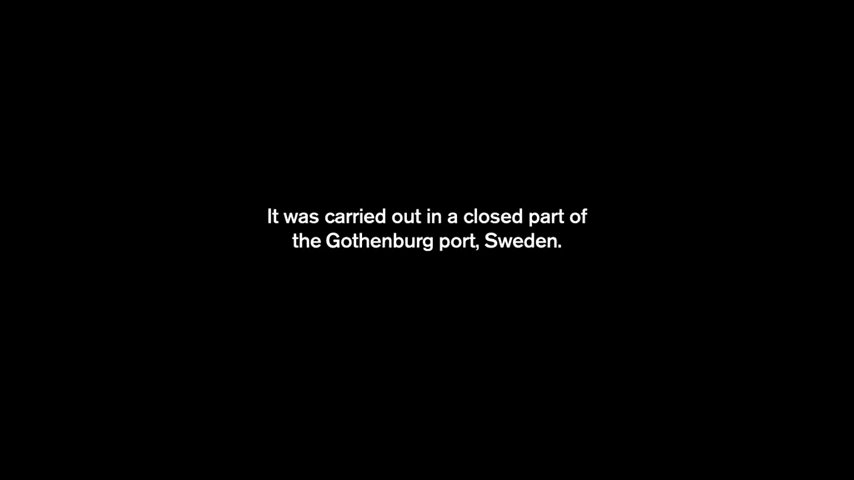 It was carried out in a closed part of
the Gothenburg port, Sweden.